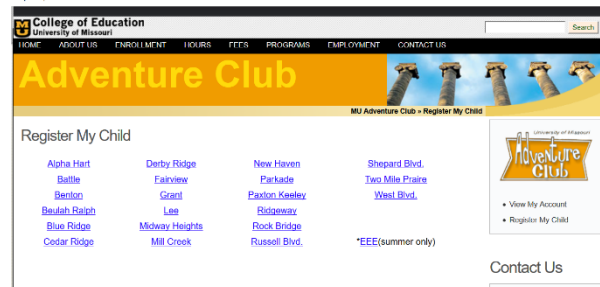 College of Education
University of Missouri
Search
HOME ABOUT US ENROLLMENT HOURS FEES PROGRAMS EMPLOYMENT CONTACT US
Adventure Club
MU Adventure Club » Register My Child
Register My Child
Alpha Hart Derby Ridge New Haven Shepard Blvd.
Battle Fairview Parkade Two Mile Praire
Benton Grant Paxton Keeley West Blvd.
Beulah Ralph Lee Ridgeway
Blue Ridge Midway Heights Rock Bridge
Cedar Ridge Mill Creek Russell Blvd. *EEE(summer only)
University of Missouri
Adventure
Club
• View My Account
• Register My Child
Contact Us